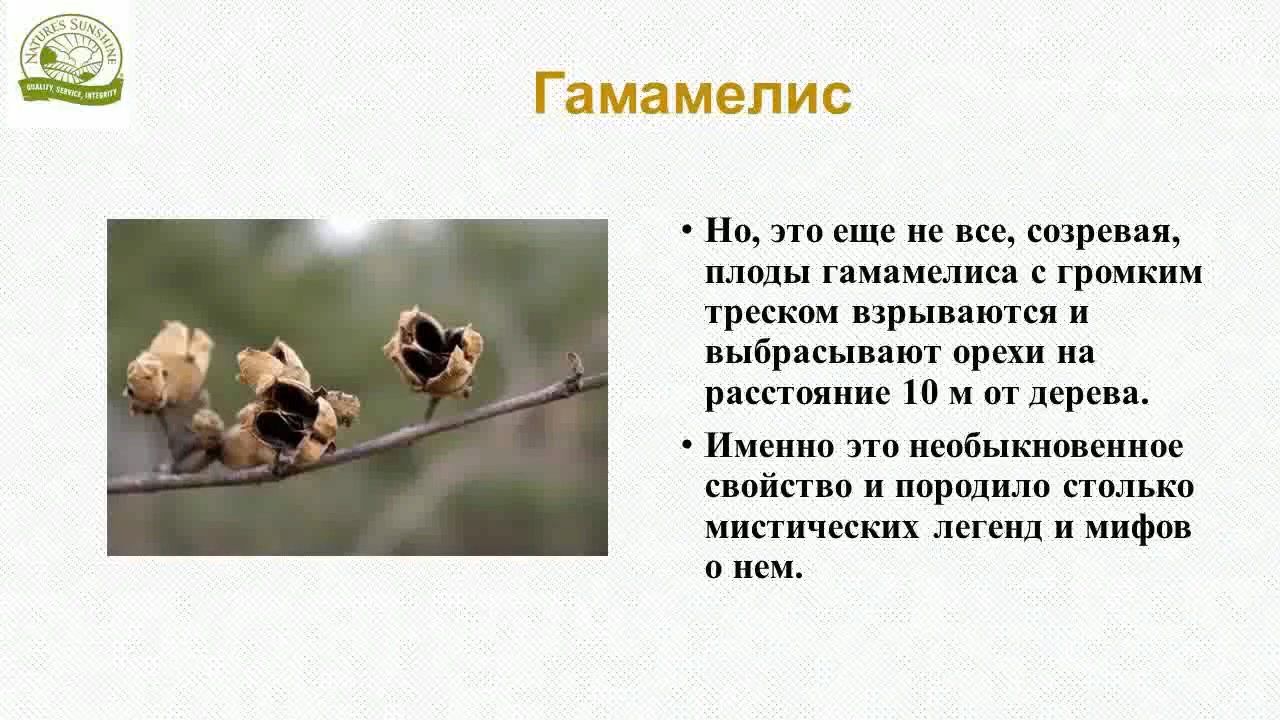 NATURE'S SUNSHINE
QUALITY, SERVICE, INTEGRITY
Гамамелис
• Но, это еще не все, созревая,
плоды гамамелиса с громким
треском взрываются и
выбрасывают орехи на
расстояние 10 м от дерева.
• Именно это необыкновенное
свойство и породило столько
мистических легенд и мифов
о нем.